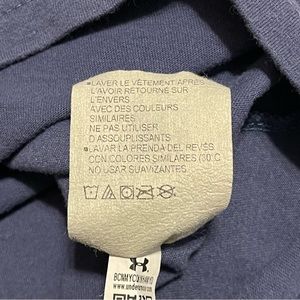 •LAVER LE VÊTEMENT APRÈS
L'AVOIR RETOURNÉ SUR
L'ENVERS
AVEC DES COULEURS
SIMILAIRES
NE PAS UTILISER
D'ASSOUPLISSANTS
•LAVAR LA PRENDA DEL REVÉS
CON COLORES SIMILARES (30°C
NO USAR SUAVIZANTES